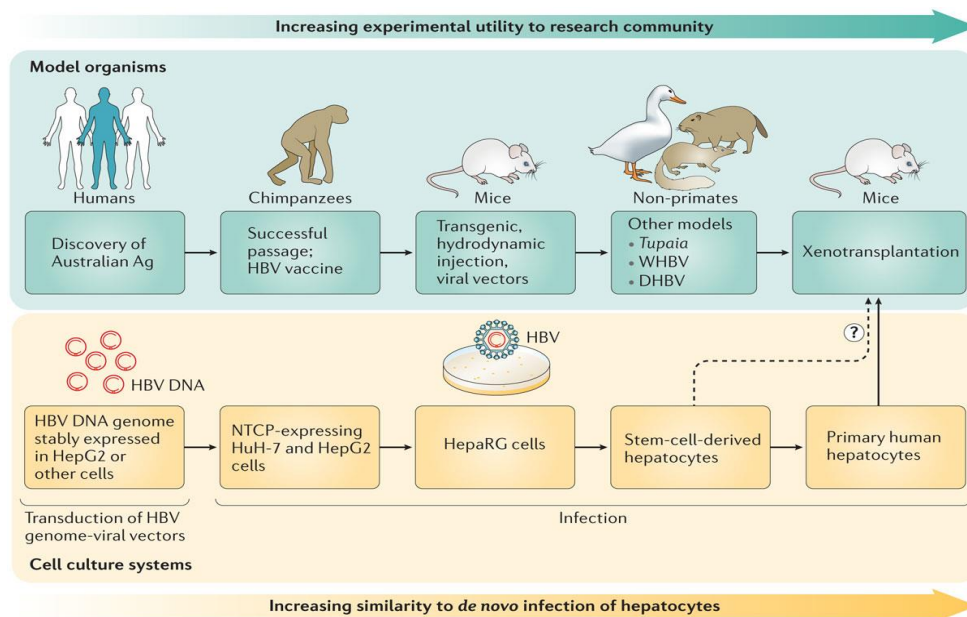 Increasing experimental utility to research community
Model organisms
Humans
Chimpanzees
Mice
Non-primates
Mice
Discovery of
Australian Ag
Successful
passage;
HBV vaccine
Transgenic,
hydrodynamic
injection,
viral vectors
Other models
• Tupaia
• WHBV
• DHBV
Xenotransplantation
?
HBV DNA
HBV
HBV DNA genome
stably expressed
in HepG2 or
other cells
NTCP-expressing
HuH-7 and HepG2
cells
HepaRG cells
Stem-cell-derived
hepatocytes
Primary human
hepatocytes
Transduction of HBV
genome-viral vectors
Infection
Cell culture systems
Increasing similarity to de novo infection of hepatocytes